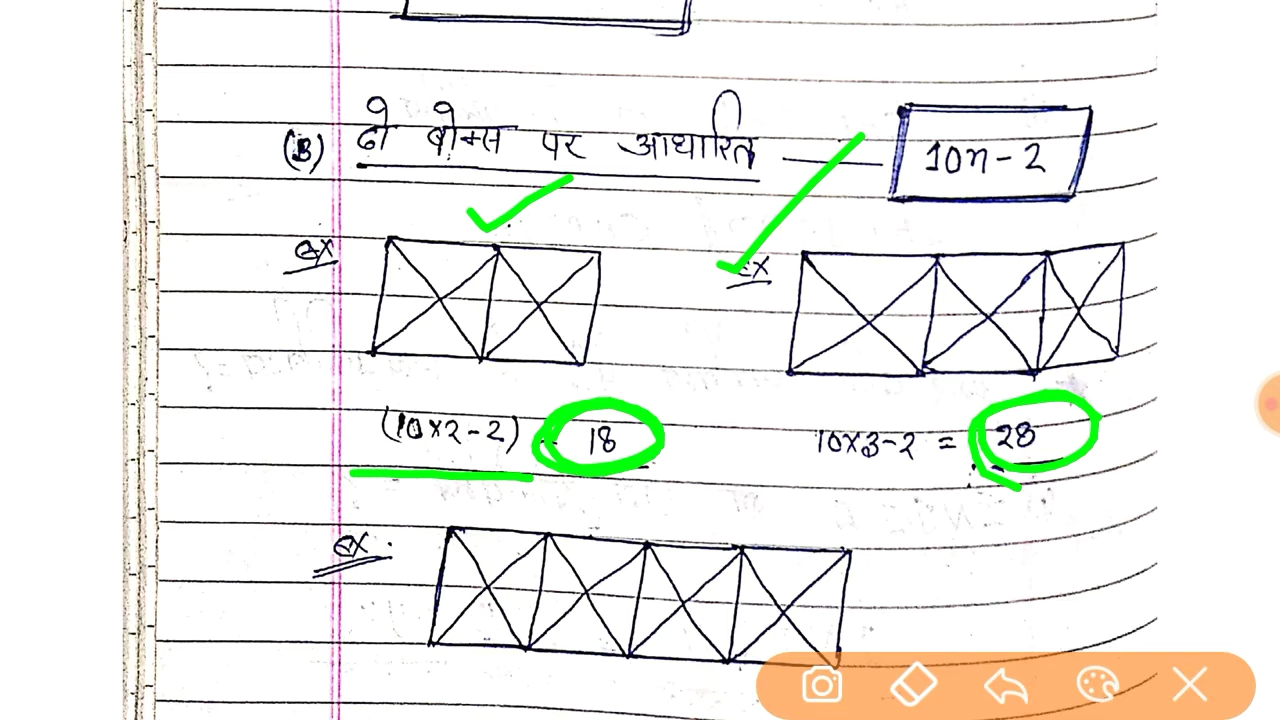 (B) दो बोक्स पर आधारित — 10n-2
ex
ex
(10×2-2) = 18
10×3-2 = 28
ex.